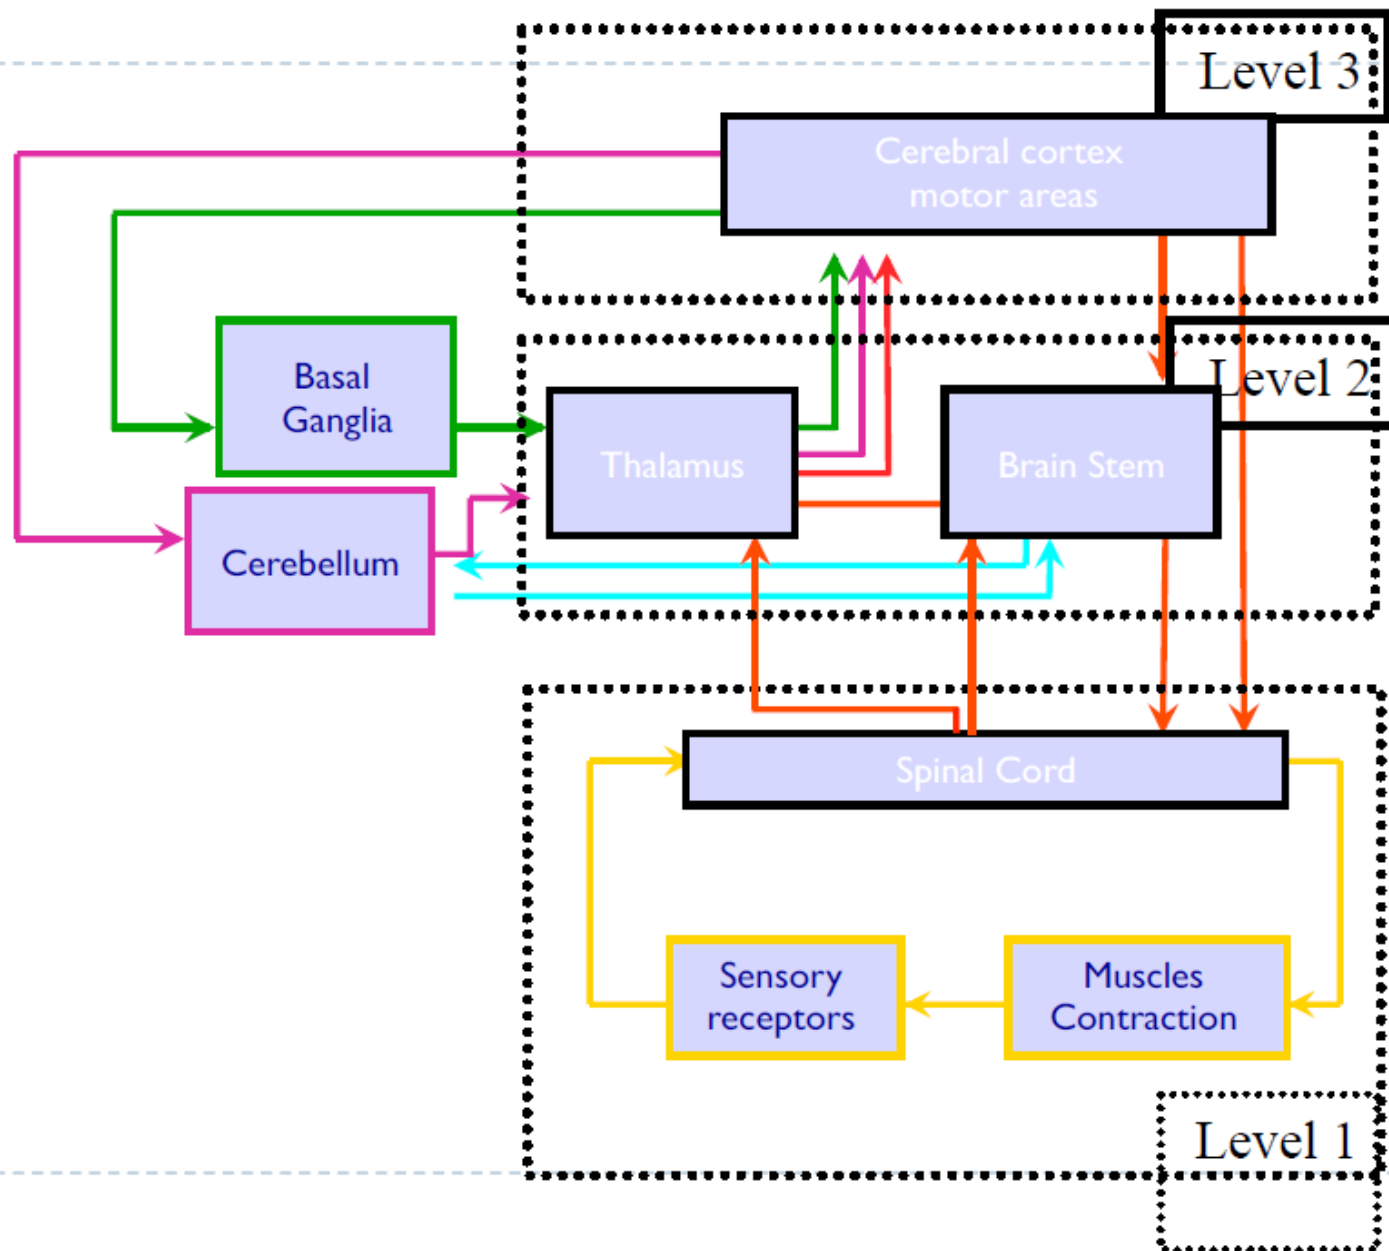 Level 3
Cerebral cortex
motor areas
Level 2
Basal
Ganglia
Thalamus
Brain Stem
Cerebellum
Spinal Cord
Sensory
receptors
Muscles
Contraction
Level 1